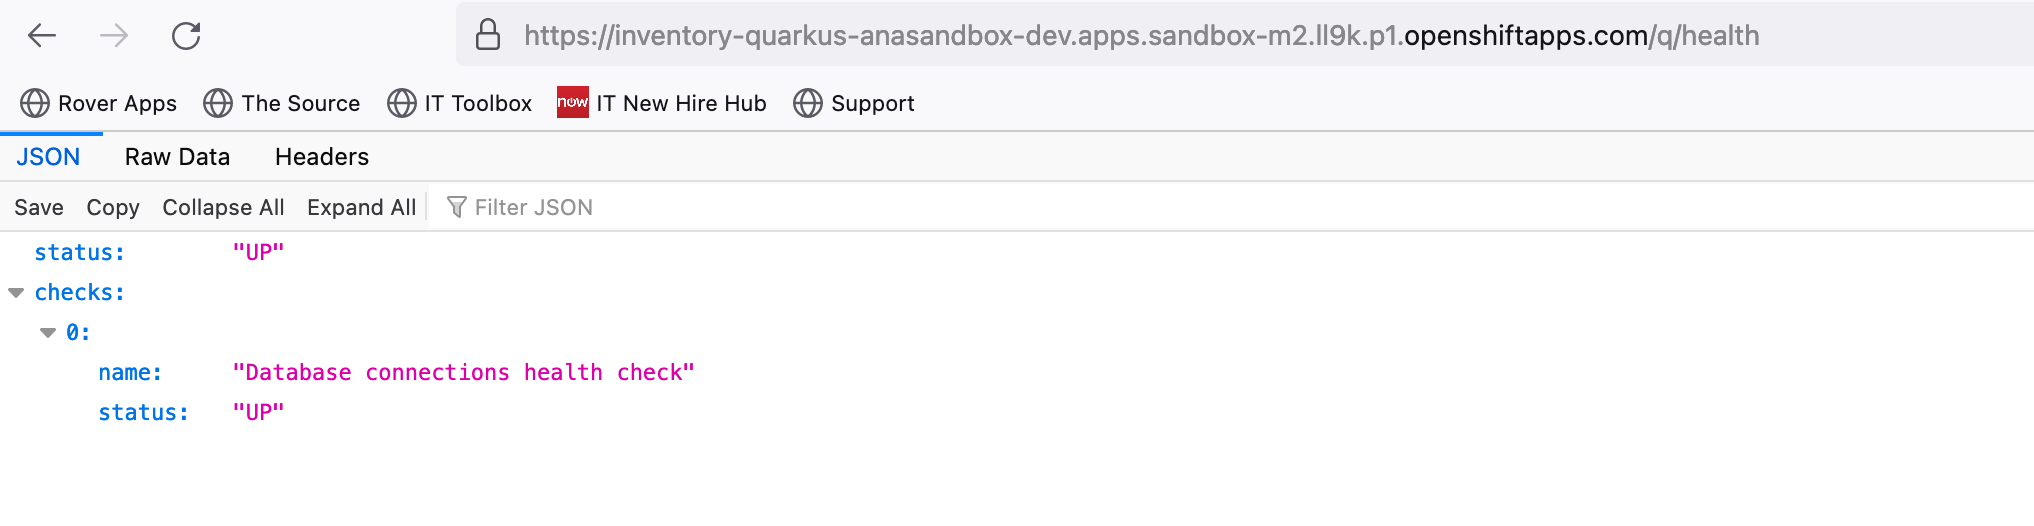 https://inventory-quarkus-anasandbox-dev.apps.sandbox-m2.ll9k.p1.openshiftapps.com/q/health
Rover Apps The Source IT Toolbox now IT New Hire Hub Support
JSON Raw Data Headers
Save Copy Collapse All Expand All Filter JSON
status: "UP"
checks:
0:
name: "Database connections health check"
status: "UP"